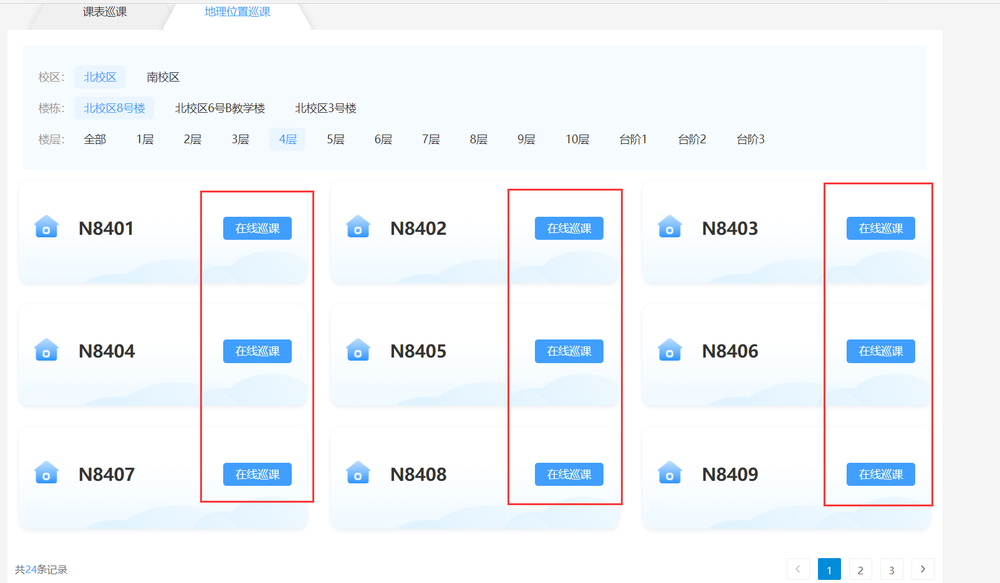 课表巡课 地理位置巡课
校区： 北校区 南校区
楼栋： 北校区8号楼 北校区6号B教学楼 北校区3号楼
楼层： 全部 1层 2层 3层 4层 5层 6层 7层 8层 9层 10层 台阶1 台阶2 台阶3
N8401 在线巡课 N8402 在线巡课 N8403 在线巡课
N8404 在线巡课 N8405 在线巡课 N8406 在线巡课
N8407 在线巡课 N8408 在线巡课 N8409 在线巡课
共24条记录 1 2 3